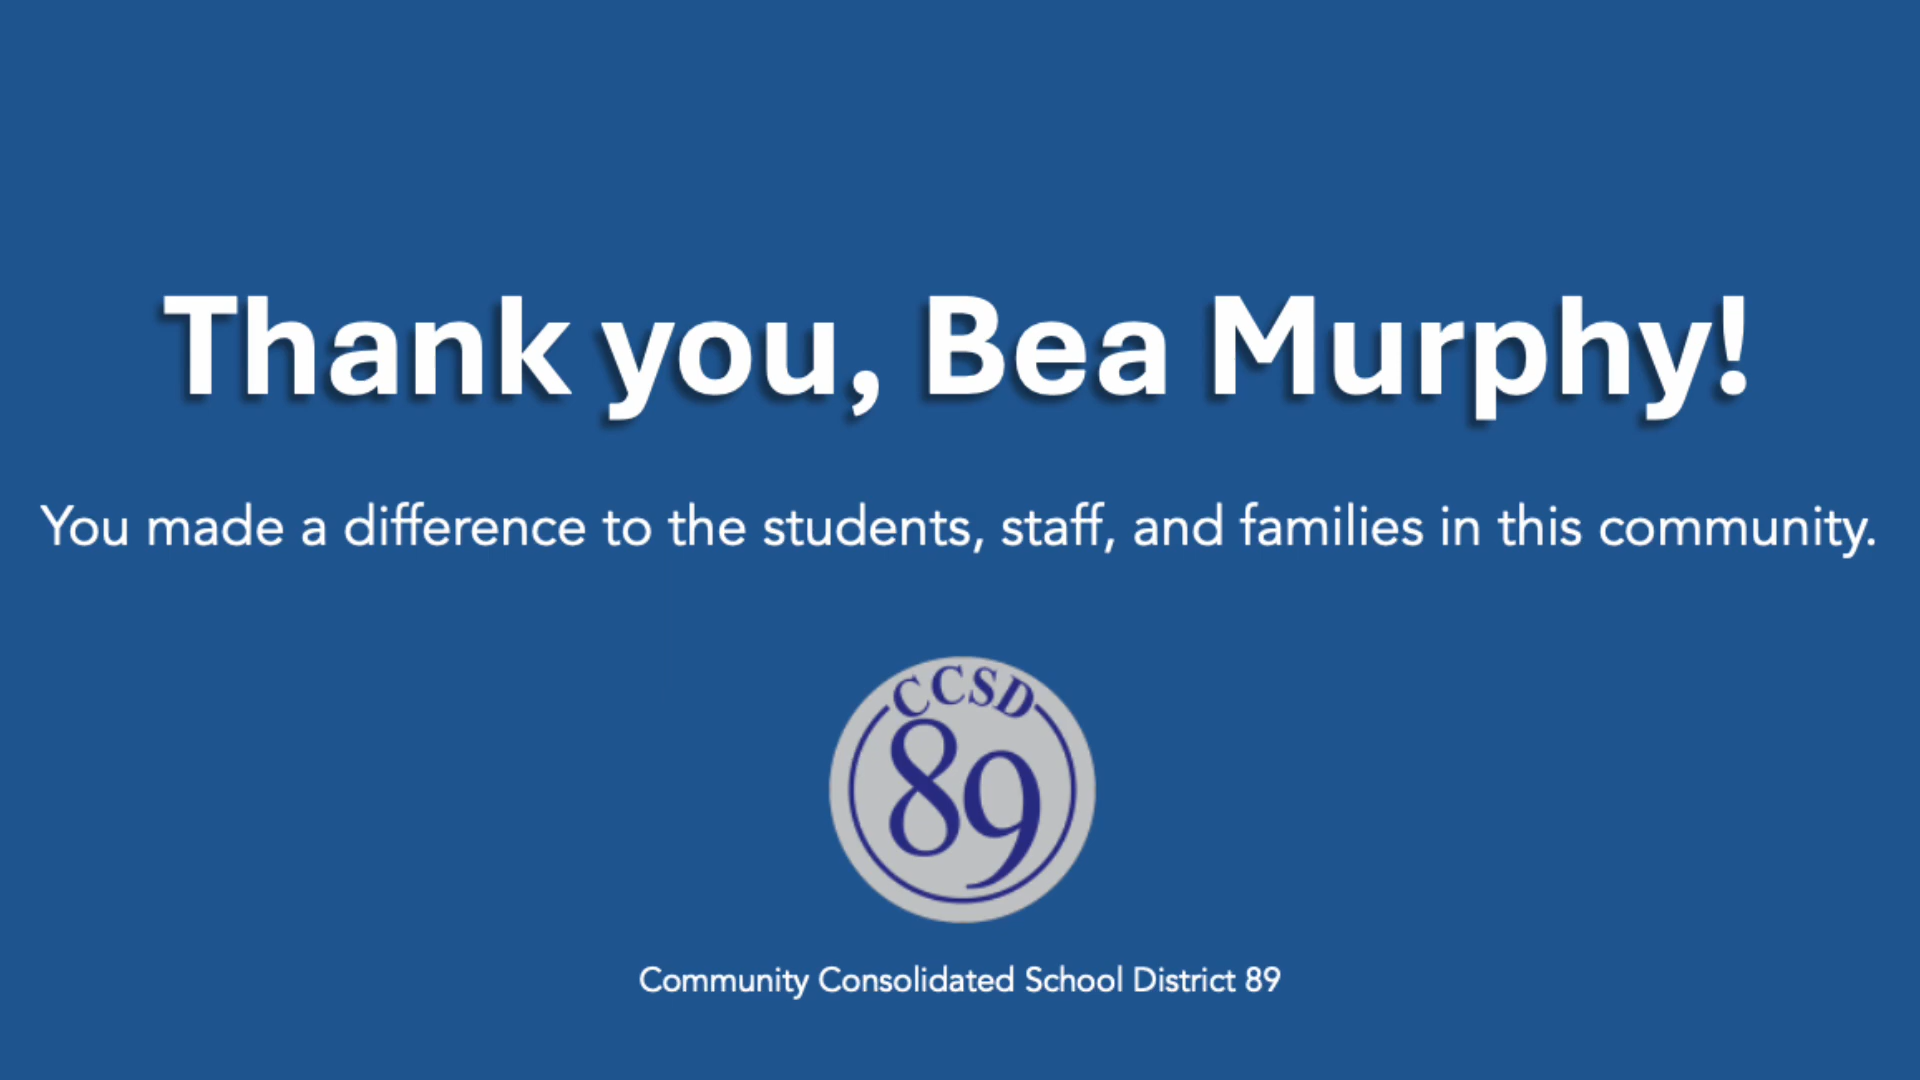 Thank you, Bea Murphy!
You made a difference to the students, staff, and families in this community.
CCSD
89
Community Consolidated School District 89